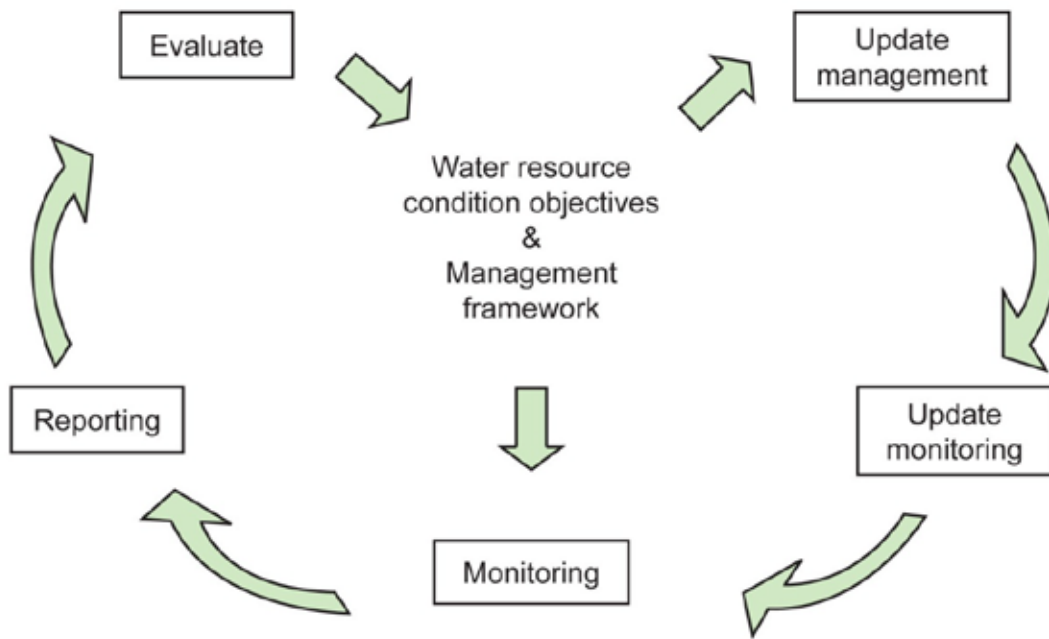 Evaluate
Update
management
Water resource
condition objectives
&
Management
framework
Reporting
Update
monitoring
Monitoring